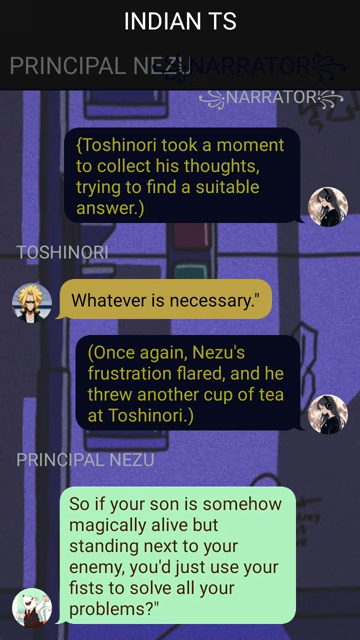 INDIAN TS
PRINCIPAL NEZU
꧁NARRATOR꧂
꧁NARRATOR꧂
{Toshinori took a moment
to collect his thoughts,
trying to find a suitable
answer.)
TOSHINORI
Whatever is necessary."
(Once again, Nezu's
frustration flared, and he
threw another cup of tea
at Toshinori.)
PRINCIPAL NEZU
So if your son is somehow
magically alive but
standing next to your
enemy, you'd just use your
fists to solve all your
problems?"